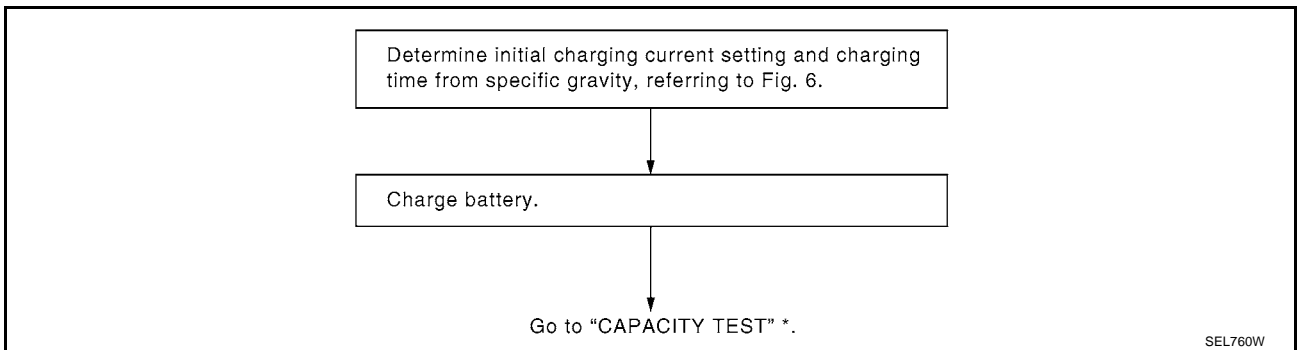 Determine initial charging current setting and charging
time from specific gravity, referring to Fig. 6.
Charge battery.
Go to “CAPACITY TEST” *.
SEL760W